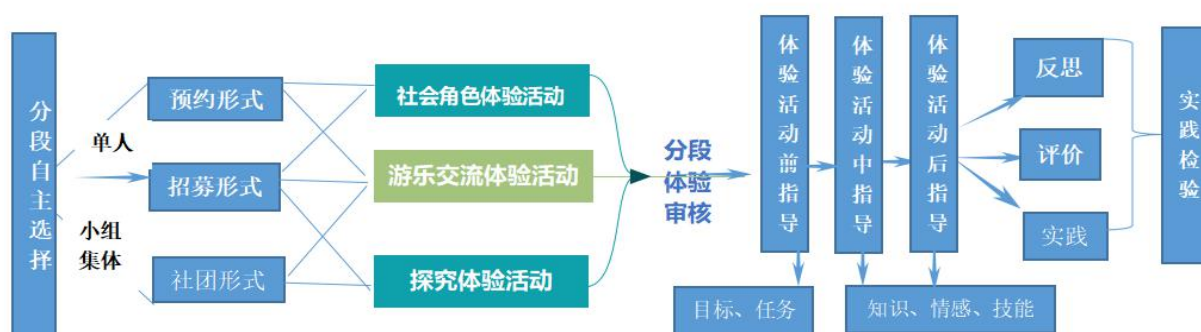 分段自主选择
单人
小组
集体
预约形式
招募形式
社团形式
社会角色体验活动
游乐交流体验活动
探究体验活动
分段
体验
审核
体验活动前指导
体验活动中指导
体验活动后指导
目标、任务
知识、情感、技能
反思
评价
实践
实践检验